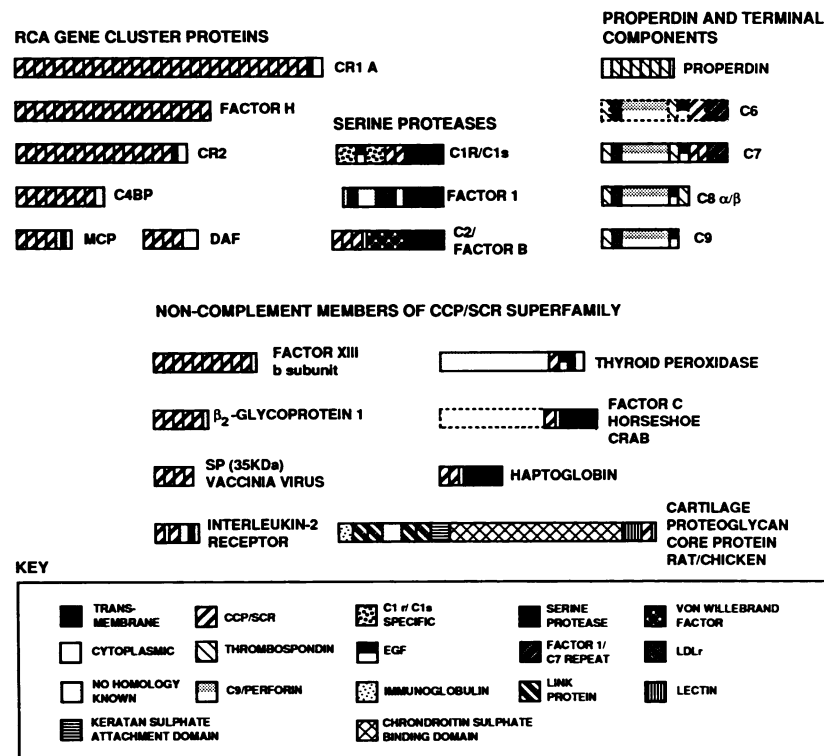 RCA GENE CLUSTER PROTEINS
CR1 A
FACTOR H
CR2
C4BP
MCP
DAF
SERINE PROTEASES
C1R/C1s
FACTOR 1
C2/
FACTOR B
PROPERDIN AND TERMINAL
COMPONENTS
PROPERDIN
C6
C7
C8 α/β
C9
NON-COMPLEMENT MEMBERS OF CCP/SCR SUPERFAMILY
FACTOR XIII
b subunit
β2-GLYCOPROTEIN 1
SP (35KDa)
VACCINIA VIRUS
INTERLEUKIN-2
RECEPTOR
THYROID PEROXIDASE
FACTOR C
HORSESHOE
CRAB
HAPTOGLOBIN
CARTILAGE
PROTEOGLYCAN
CORE PROTEIN
RAT/CHICKEN
KEY
TRANS-
MEMBRANE
CCP/SCR
C1 r/ C1s
SPECIFIC
SERINE
PROTEASE
VON WILLEBRAND
FACTOR
CYTOPLASMIC
THROMBOSPONDIN
EGF
FACTOR 1/
C7 REPEAT
LDLr
NO HOMOLOGY
KNOWN
C9/PERFORIN
IMMUNOGLOBULIN
LINK
PROTEIN
LECTIN
KERATAN SULPHATE
ATTACHMENT DOMAIN
CHRONDROITIN SULPHATE
BINDING DOMAIN